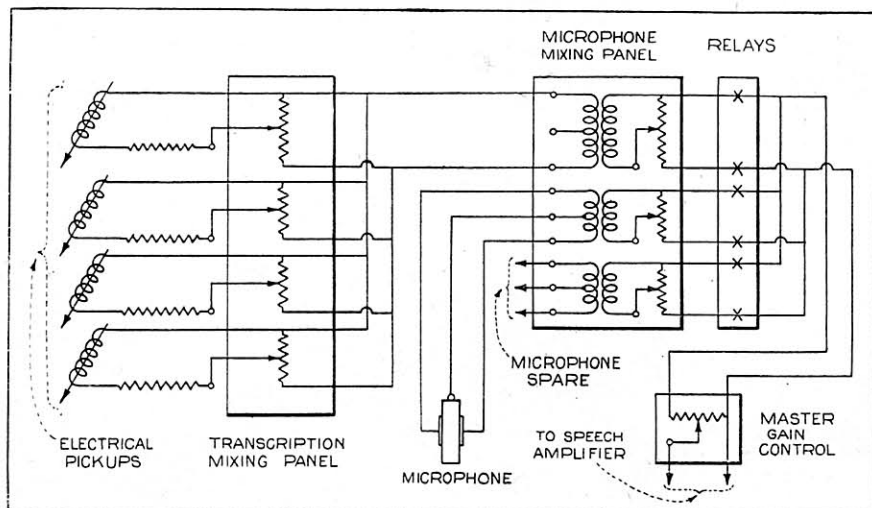 MICROPHONE
MIXING PANEL
RELAYS
ELECTRICAL
PICKUPS
TRANSCRIPTION
MIXING PANEL
MICROPHONE
MICROPHONE
SPARE
TO SPEECH
AMPLIFIER
MASTER
GAIN
CONTROL